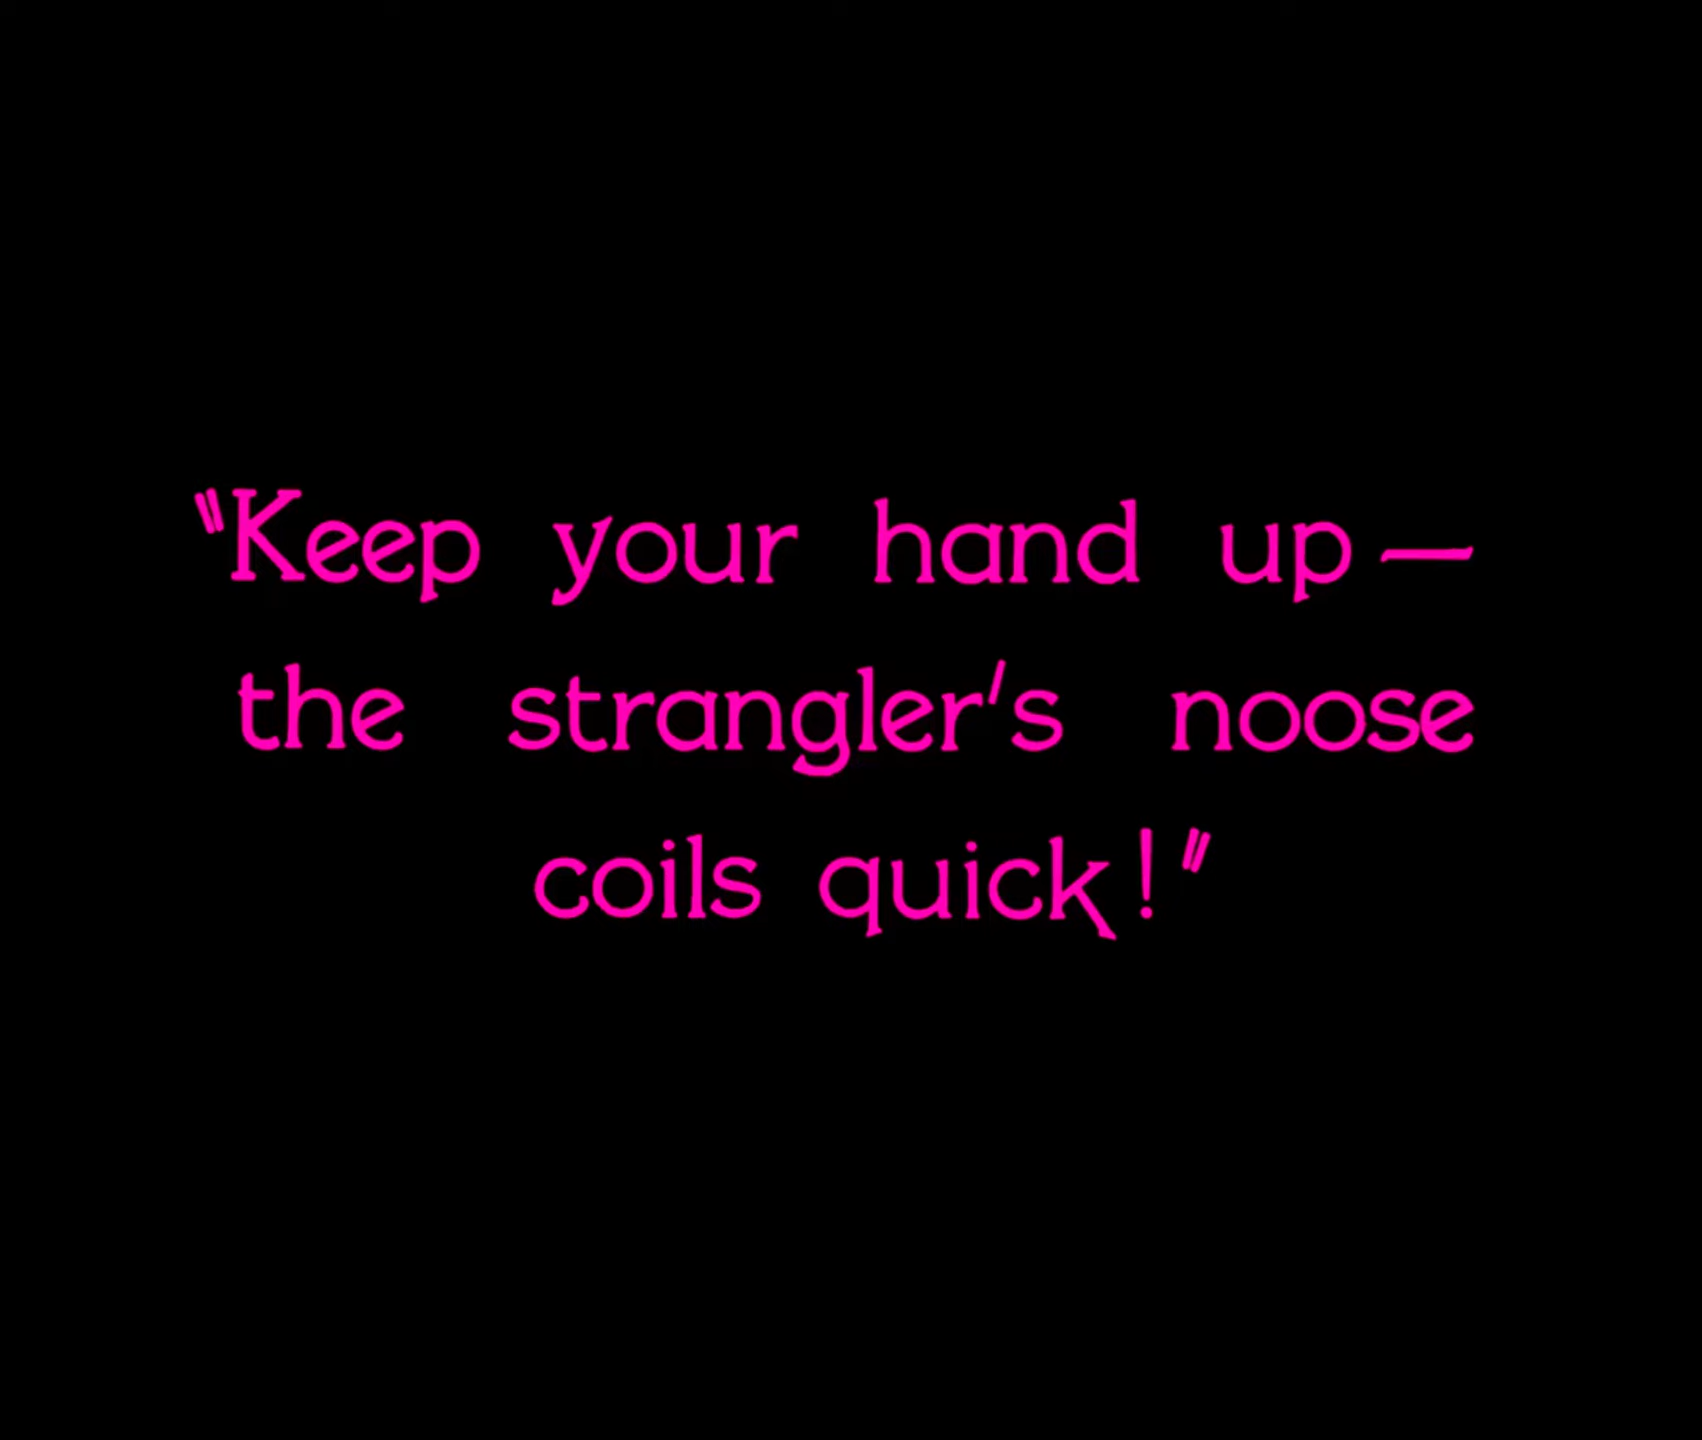 "Keep your hand up—
the strangler's noose
coils quick!"